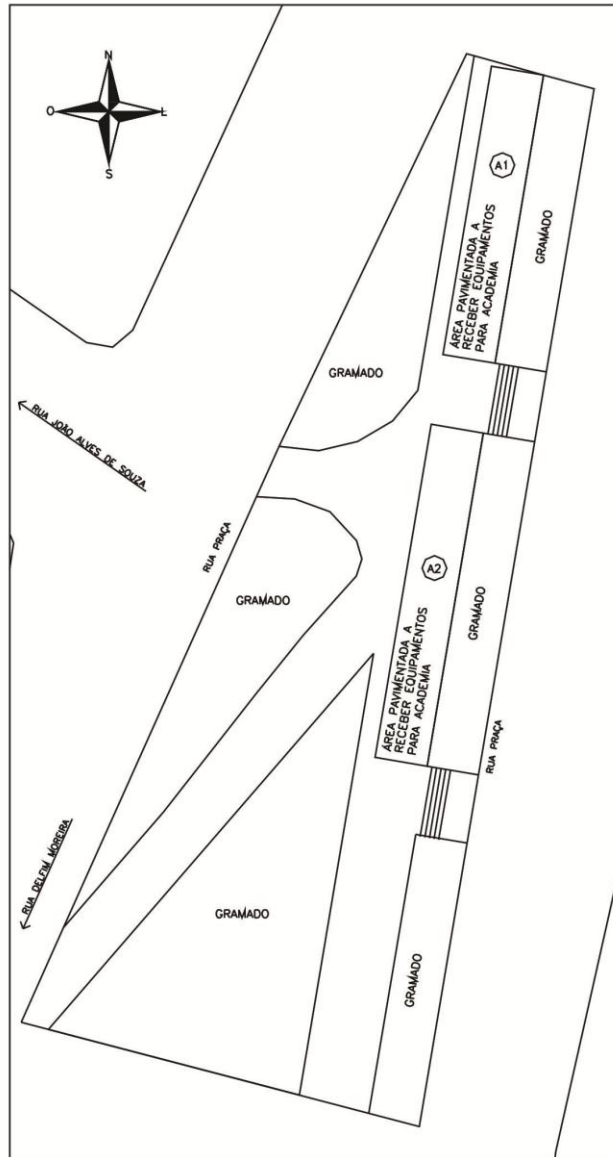 N
O
L
S
A1
ÁREA PAVIMENTADA A
RECEBER EQUIPAMENTOS
PARA ACADEMIA
GRAMADO
GRAMADO
RUA JOÃO ALVES DE SOUZA
RUA PRAÇA
GRAMADO
A2
ÁREA PAVIMENTADA A
RECEBER EQUIPAMENTOS
PARA ACADEMIA
GRAMADO
RUA PRAÇA
RUA DELFIM MOREIRA
GRAMADO
GRAMADO